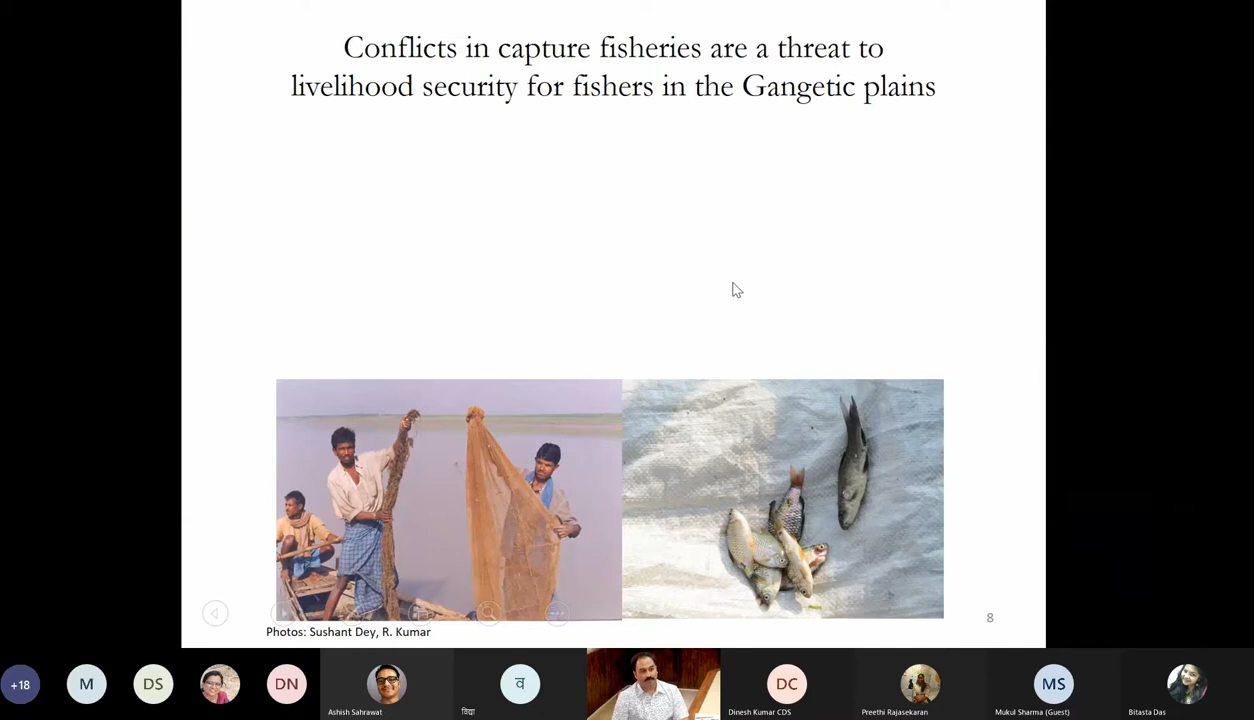 Conflicts in capture fisheries are a threat to
livelihood security for fishers in the Gangetic plains
8
Photos: Sushant Dey, R. Kumar
+18
M
DS
DN
व
DC
MS
Ashish Sahrawat
विद्या
Dinesh Kumar CDS
Preethi Rajasekaran
Mukul Sharma (Guest)
Bitasta Das